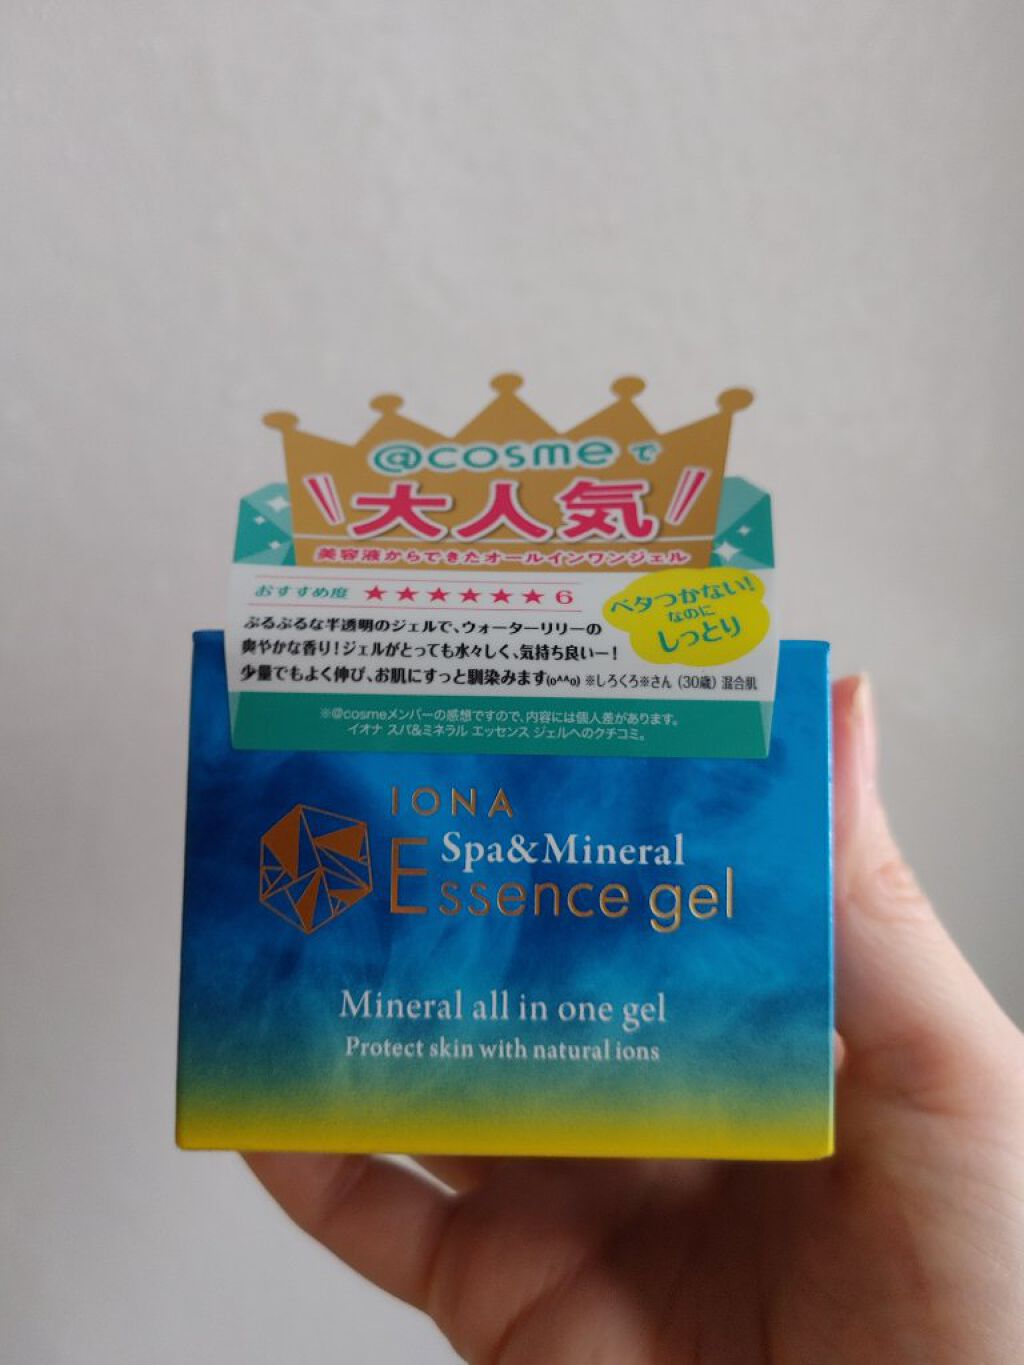 @cosmeで
大人気
美容液からできたオールインワンジェル
おすすめ度 ★★★★★★6
ベタつかない!
なのに
しっとり
ぷるぷるな半透明のジェルで、ウォーターリリーの
爽やかな香り!ジェルがとっても水々しく、気持ち良いー!
少量でもよく伸び、お肌にすっと馴染みます(o^^o) ※しろくろ※さん (30歳) 混合肌
※@cosmeメンバーの感想ですので、内容には個人差があります。
イオナ スパ&ミネラル エッセンス ジェルへのクチコミ。
IONA
Spa&Mineral
Essence gel
Mineral all in one gel
Protect skin with natural ions